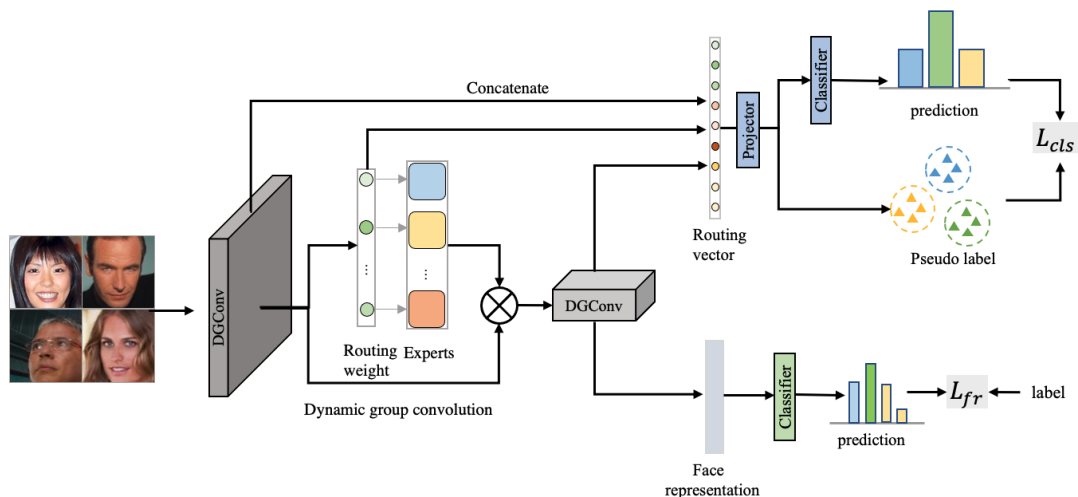 Concatenate
Classifier
prediction
Projector
L_cls
DGConv
Routing
vector
Pseudo label
...
...
DGConv
Routing
weight
Experts
Dynamic group convolution
Classifier
L_fr
label
prediction
Face
representation